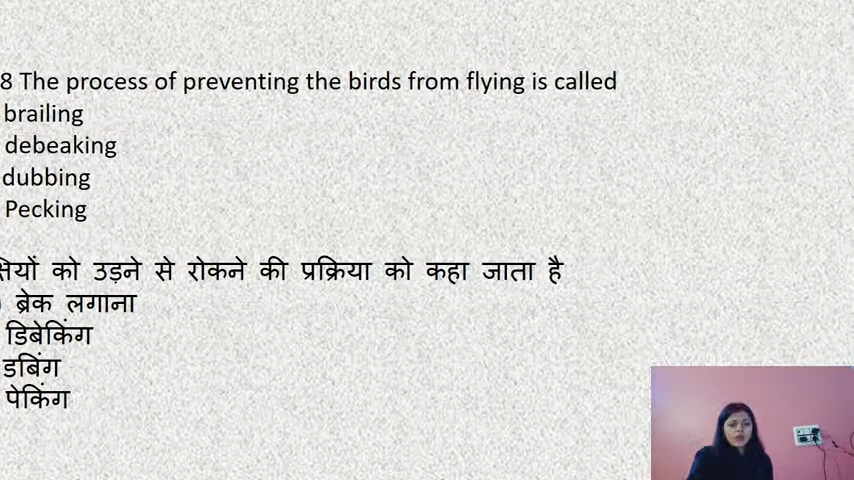 8 The process of preventing the birds from flying is called
brailing
debeaking
dubbing
Pecking
को उड़ने से रोकने की प्रक्रिया को कहा जाता है
) ब्रेक लगाना
डिबेकिंग
डबिंग
पेकिंग